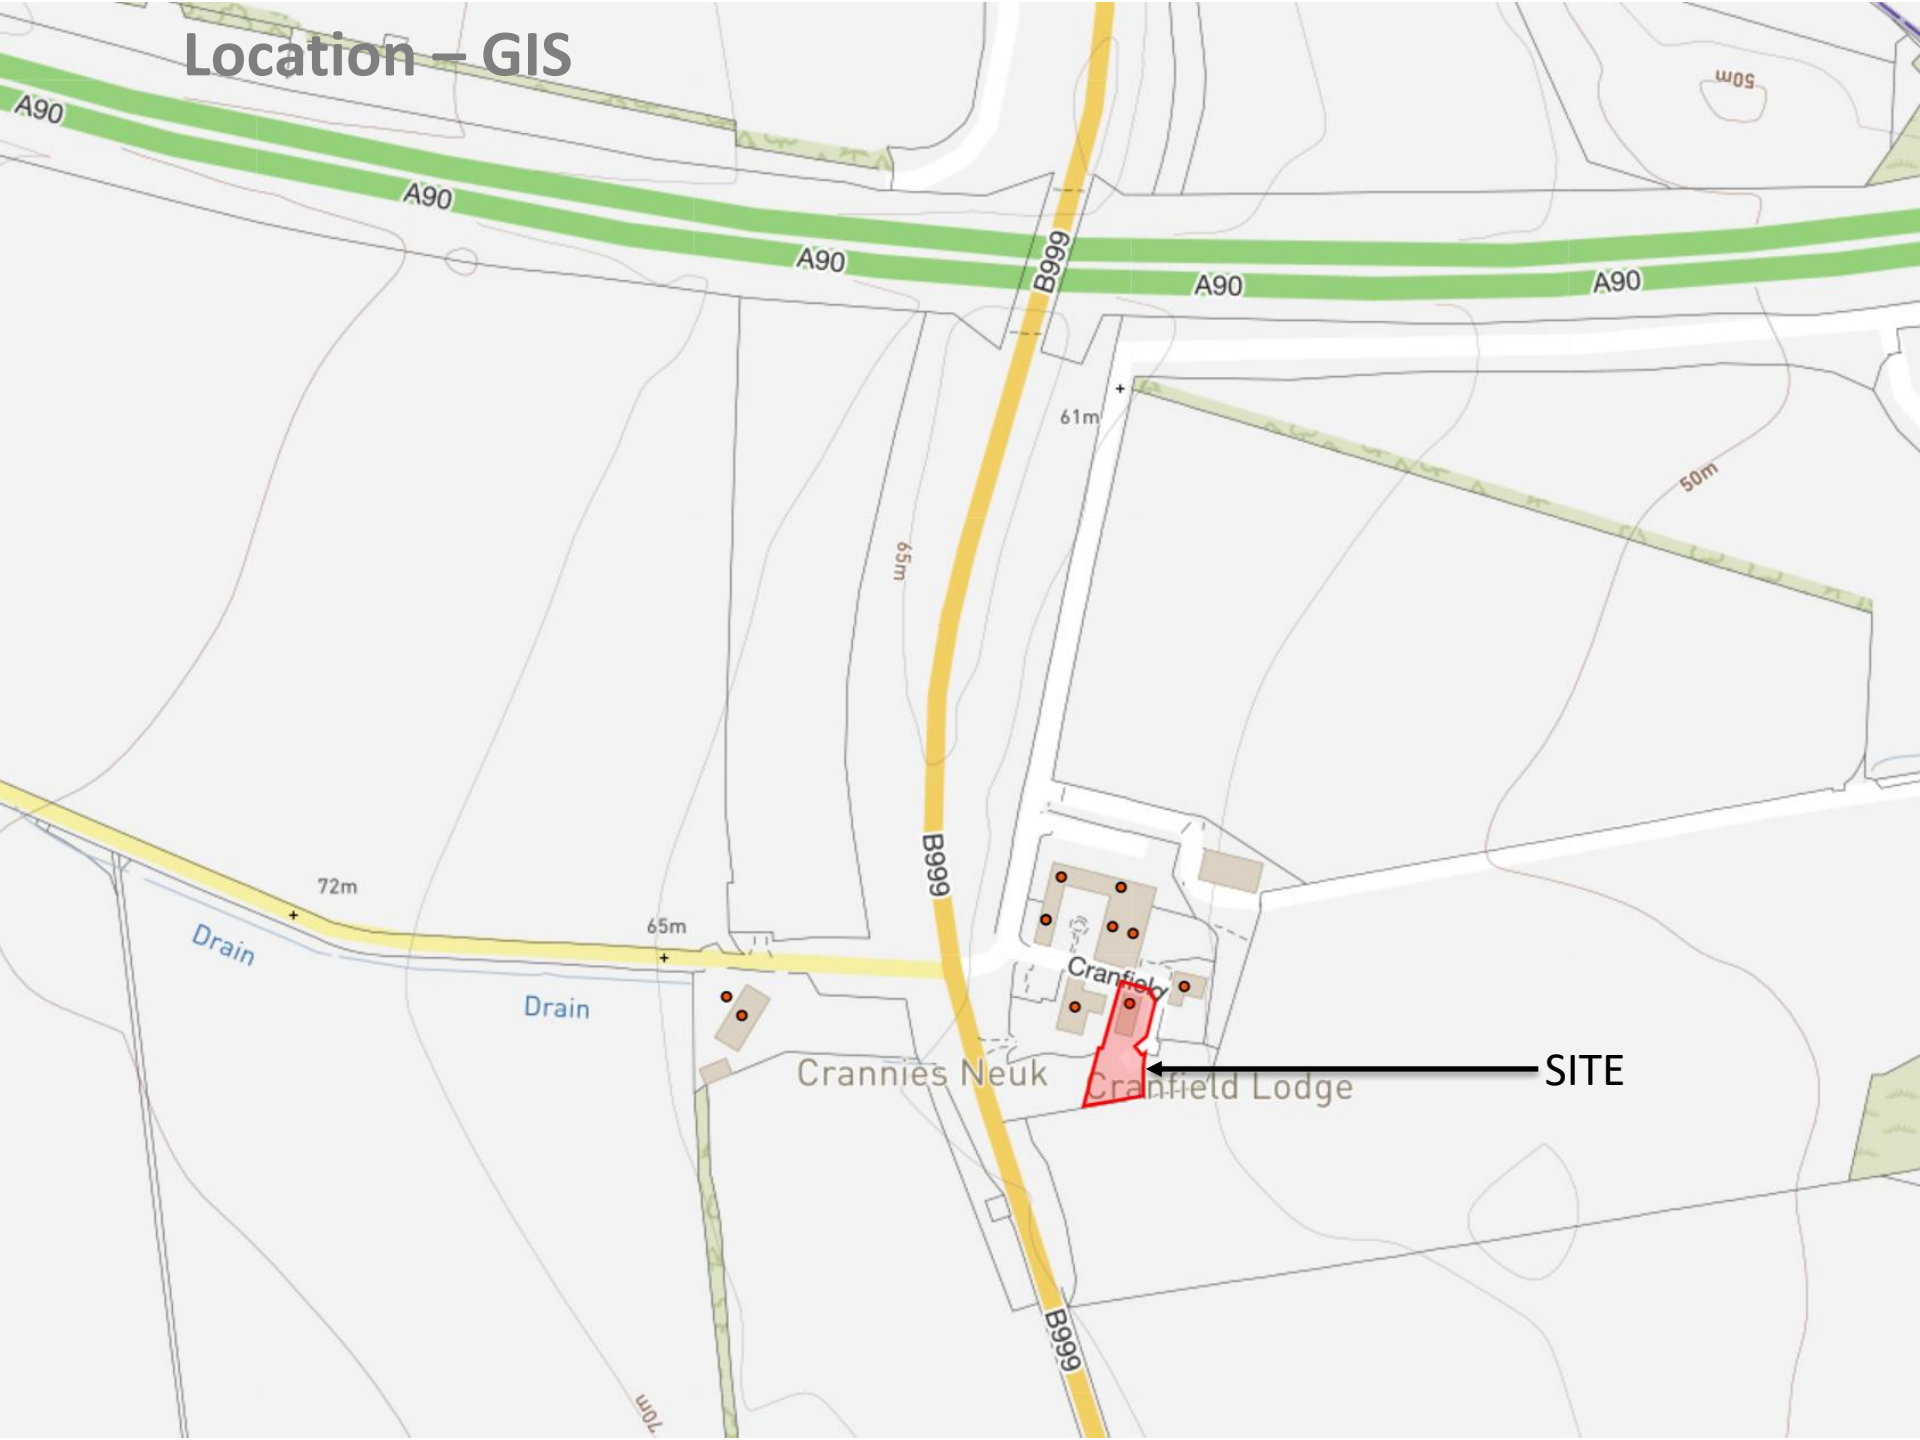 Location – GIS
50m
A90
A90
A90
B999
A90
A90
61m
50m
65m
B999
72m
65m
Drain
Drain
Cranfield
Crannies Neuk
Cranfield Lodge
SITE
B999
70m